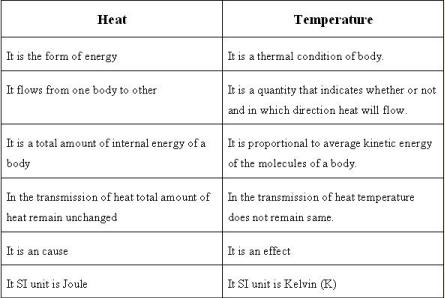 Heat
Temperature
It is the form of energy
It is a thermal condition of body.
It flows from one body to other
It is a quantity that indicates whether or not
and in which direction heat will flow.
It is a total amount of internal energy of a
body
It is proportional to average kinetic energy
of the molecules of a body.
In the transmission of heat total amount of
heat remain unchanged
In the transmission of heat temperature
does not remain same.
It is an cause
It is an effect
It SI unit is Joule
It SI unit is Kelvin (K)